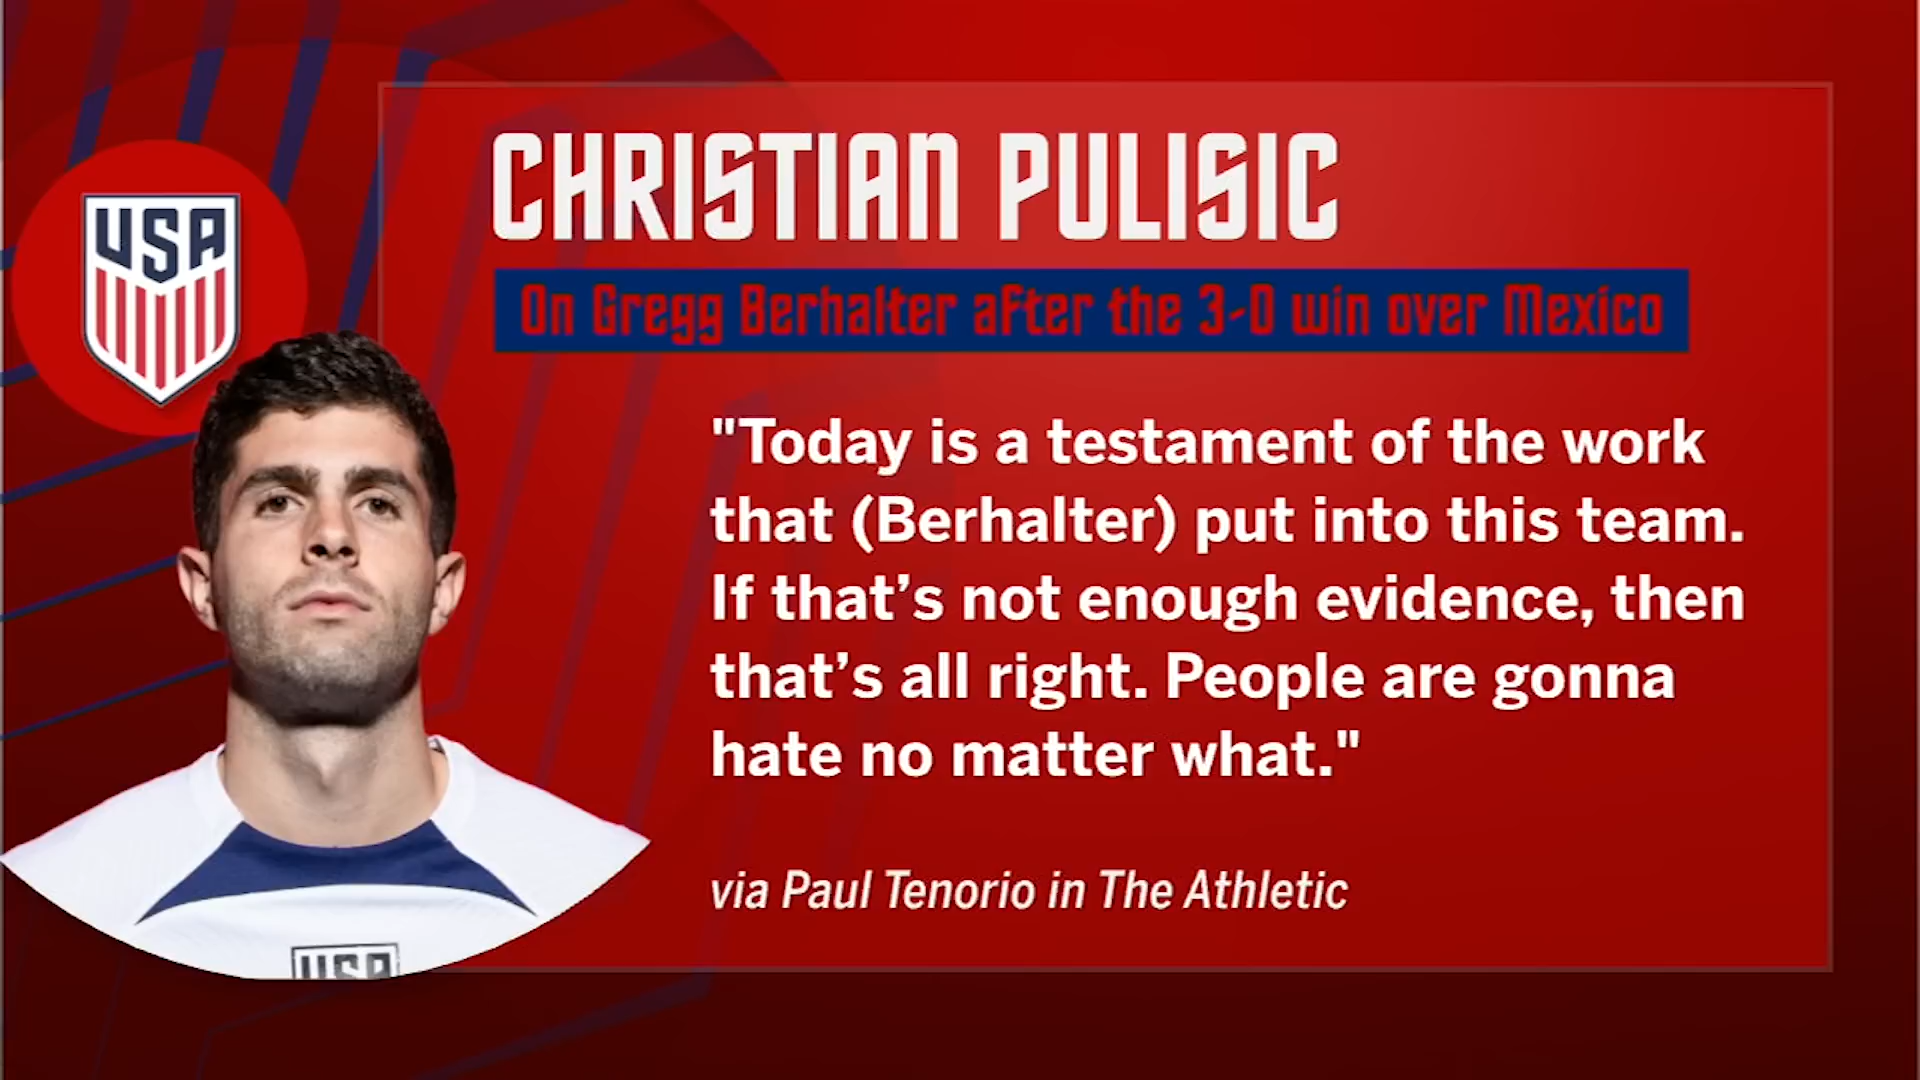 USA
CHRISTIAN PULISIC
On Gregg Berhalter after the 3-0 win over Mexico
"Today is a testament of the work
that (Berhalter) put into this team.
If that’s not enough evidence, then
that’s all right. People are gonna
hate no matter what."
via Paul Tenorio in The Athletic
USA